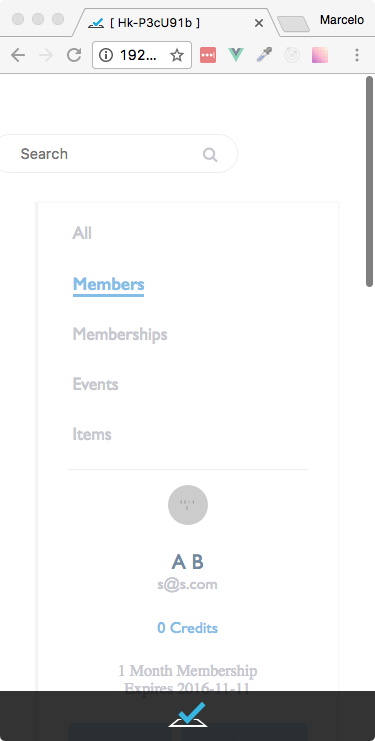 [ Hk-P3cU91b ]
Marcelo
192...
Search
All
Members
Memberships
Events
Items
A B
s@s.com
0 Credits
1 Month Membership
Expires 2016-11-11